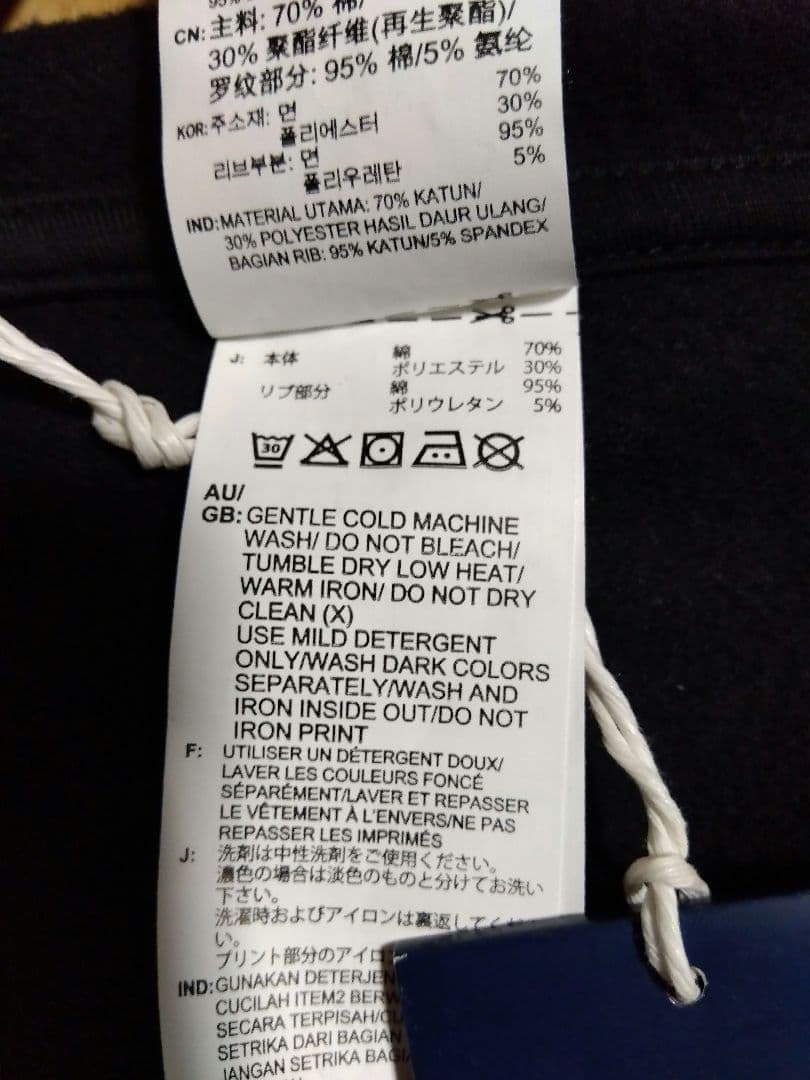 CN: 主料: 70% 棉/
30% 聚酯纤维(再生聚酯)/
罗纹部分: 95% 棉/5% 氨纶
KOR: 주소재: 면 70%
폴리에스터 30%
리브부분: 면 95%
폴리우레탄 5%
IND: MATERIAL UTAMA: 70% KATUN/
30% POLYESTER HASIL DAUR ULANG/
BAGIAN RIB: 95% KATUN/5% SPANDEX
J: 本体 綿 70%
ポリエステル 30%
リブ部分 綿 95%
ポリウレタン 5%
30
AU/
GB: GENTLE COLD MACHINE
WASH/ DO NOT BLEACH/
TUMBLE DRY LOW HEAT/
WARM IRON/ DO NOT DRY
CLEAN (X)
USE MILD DETERGENT
ONLY/WASH DARK COLORS
SEPARATELY/WASH AND
IRON INSIDE OUT/DO NOT
IRON PRINT
F: UTILISER UN DÉTERGENT DOUX/
LAVER LES COULEURS FONCÉ
SÉPARÉMENT/LAVER ET REPASSER
LE VÊTEMENT À L'ENVERS/NE PAS
REPASSER LES IMPRIMÉS
J: 洗剤は中性洗剤をご使用ください。
濃色の場合は淡色のものと分けてお洗い
下さい。
洗濯時およびアイロンは裏返して
い。
プリント部分のアイロ
IND: GUNAKAN DETERJEN
CUCILAH ITEM2
SECARA TERPISAH/
SETRIKA DARI BAGIAN
JANGAN SETRIKA